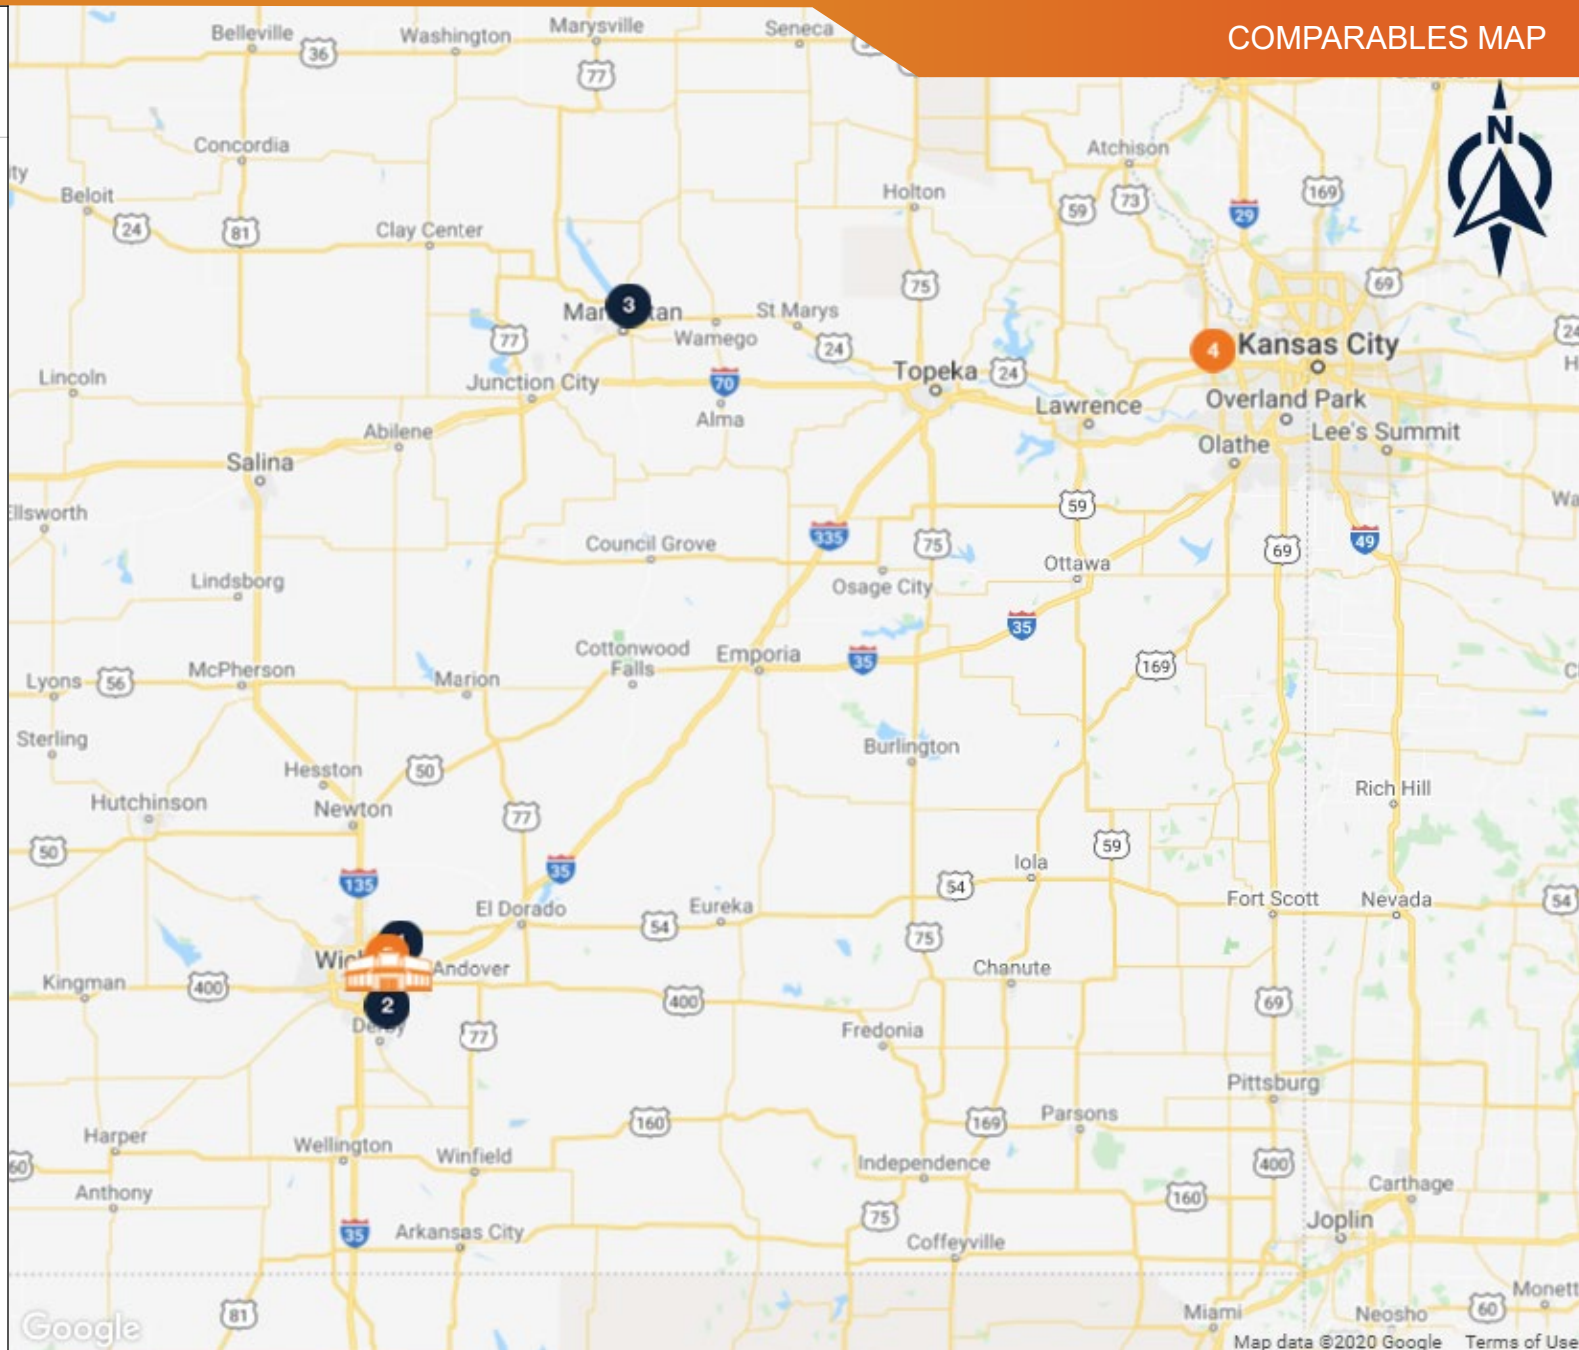 COMPARABLES MAP
N
Belleville
36
Washington
Marysville
77
Seneca
Concordia
Atchison
ity
Beloit
24
81
Clay Center
Holton
59
73
29
169
75
69
3
Wamego
St Marys
24
77
24
4
Kansas City
Lincoln
Junction City
70
Topeka
24
Alma
Lawrence
Overland Park
Abilene
Olathe
Lee's Summit
Salina
Ellsworth
59
Wa
335
75
69
49
Council Grove
Ottawa
Lindsborg
Osage City
35
Cottonwood
Falls
Emporia
35
169
Lyons
56
McPherson
Marion
Sterling
Burlington
Hesston
50
Hutchinson
Newton
77
Rich Hill
50
59
135
35
Iola
54
El Dorado
54
Eureka
Fort Scott
Nevada
54
75
Andover
Kingman
400
Chanute
400
69
2
77
Fredonia
Pittsburg
160
169
Parsons
Harper
Wellington
Winfield
60
Independence
400
Anthony
160
Carthage
75
Joplin
35
Arkansas City
Coffeyville
81
Miami
Neosho
60
Monett
Google
Map data ©2020 Google
Terms of Use